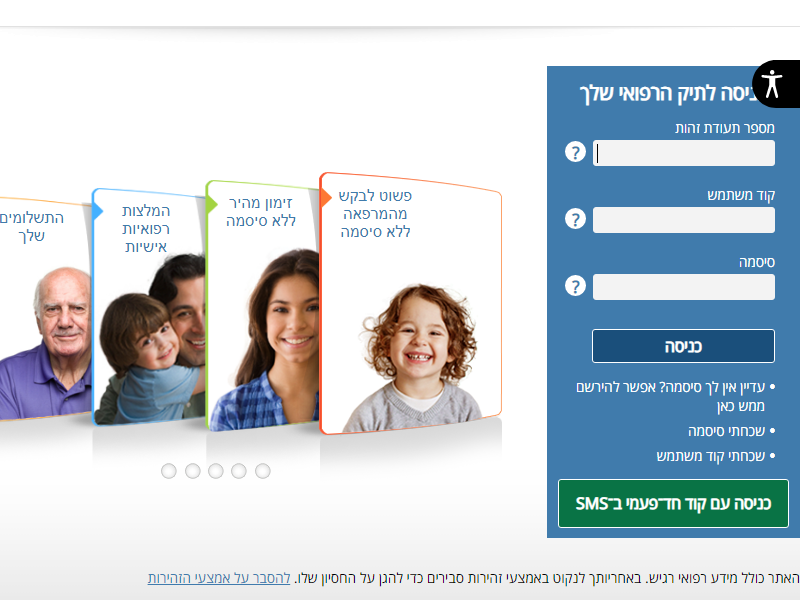 כניסה לתיק הרפואי שלך
מספר תעודת זהות
?
קוד משתמש
?
סיסמה
?
כניסה
• עדיין אין לך סיסמה? אפשר להירשם
ממש כאן
• שכחתי סיסמה
• שכחתי קוד משתמש
כניסה עם קוד חד־פעמי ב־SMS
פשוט לבקש
מהמרפאה
ללא סיסמה
זימון מהיר
ללא סיסמה
המלצות
רפואיות
אישיות
התשלומים
שלך
האתר כולל מידע רפואי רגיש. באחריותך לנקוט באמצעי זהירות סבירים כדי להגן על החסיון שלו. להסבר על אמצעי הזהירות